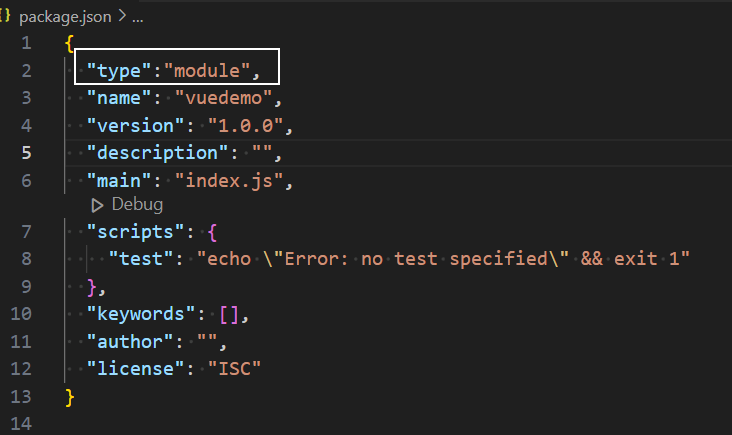 {} package.json > ...
1 {
2 "type":"module",
3 "name": "vuedemo",
4 "version": "1.0.0",
5 "description": "",
6 "main": "index.js",
Debug
7 "scripts": {
8 "test": "echo \"Error: no test specified\" && exit 1"
9 },
10 "keywords": [],
11 "author": "",
12 "license": "ISC"
13 }
14